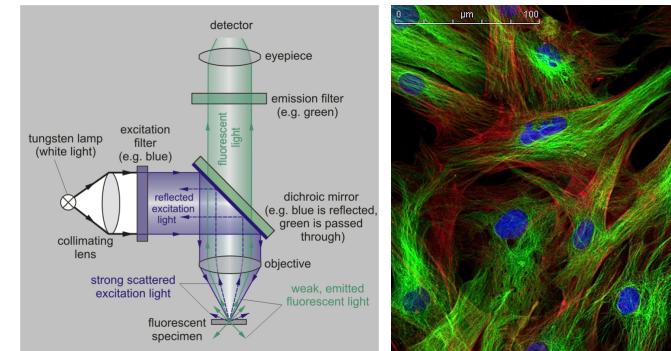 detector
eyepiece
emission filter
(e.g. green)
fluorescent
light
tungsten lamp
(white light)
excitation
filter
(e.g. blue)
reflected
excitation
light
dichroic mirror
(e.g. blue is reflected,
green is passed
through)
collimating
lens
objective
strong scattered
excitation light
weak, emitted
fluorescent light
fluorescent
specimen
0 µm 100